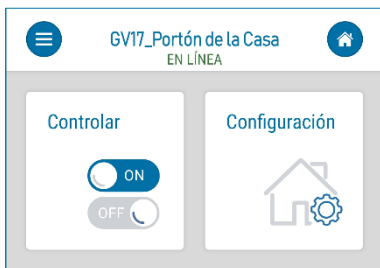 GV17_Portón de la Casa
EN LÍNEA
Controlar
Configuración
ON
OFF